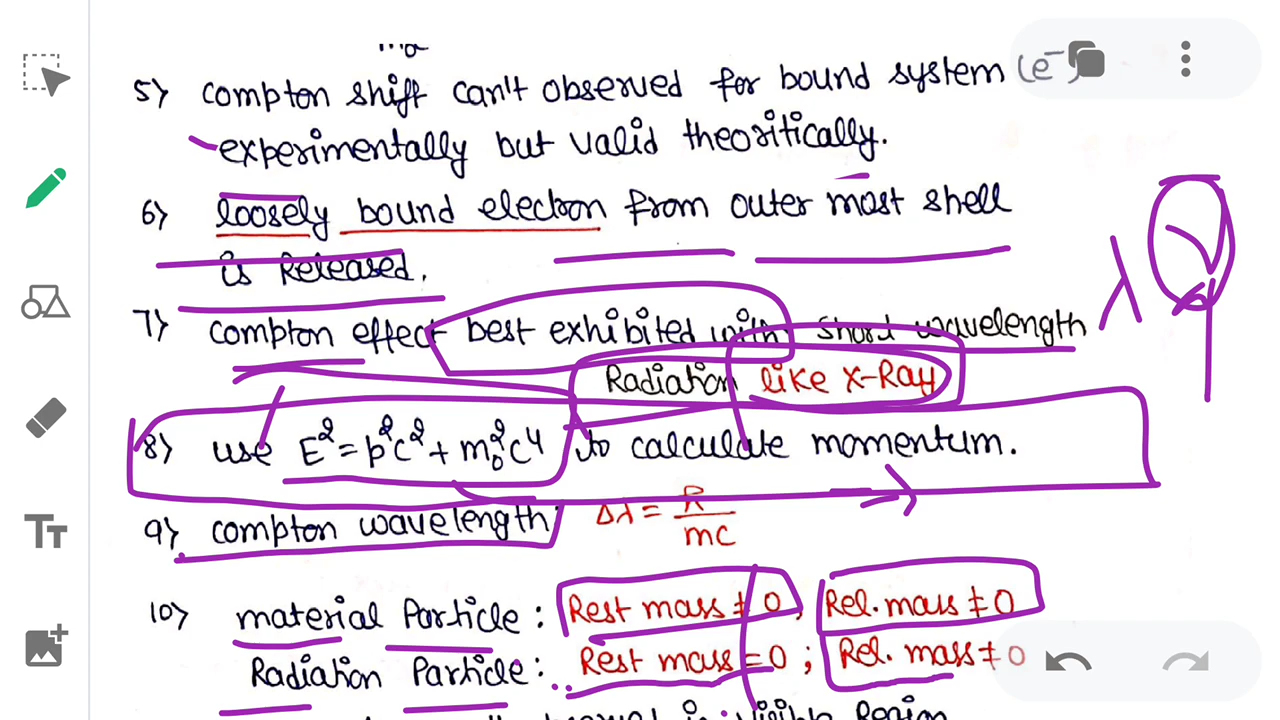 5) compton shift can't observed for bound system (e⁻)
experimentally but valid theoritically.
6) loosely bound electron from outer most shell
is Released.
7) compton effect best exhibited with short wavelength
Radiation like X-Ray
8) use E²=p²c²+m₀²c⁴ to calculate momentum.
9) compton wavelength: Δλ = h/mc
10) material Particle: Rest mass ≠ 0, Rel. mass ≠ 0
Radiation Particle: Rest mass = 0; Rel. mass ≠ 0
visible Region
λ
Tт